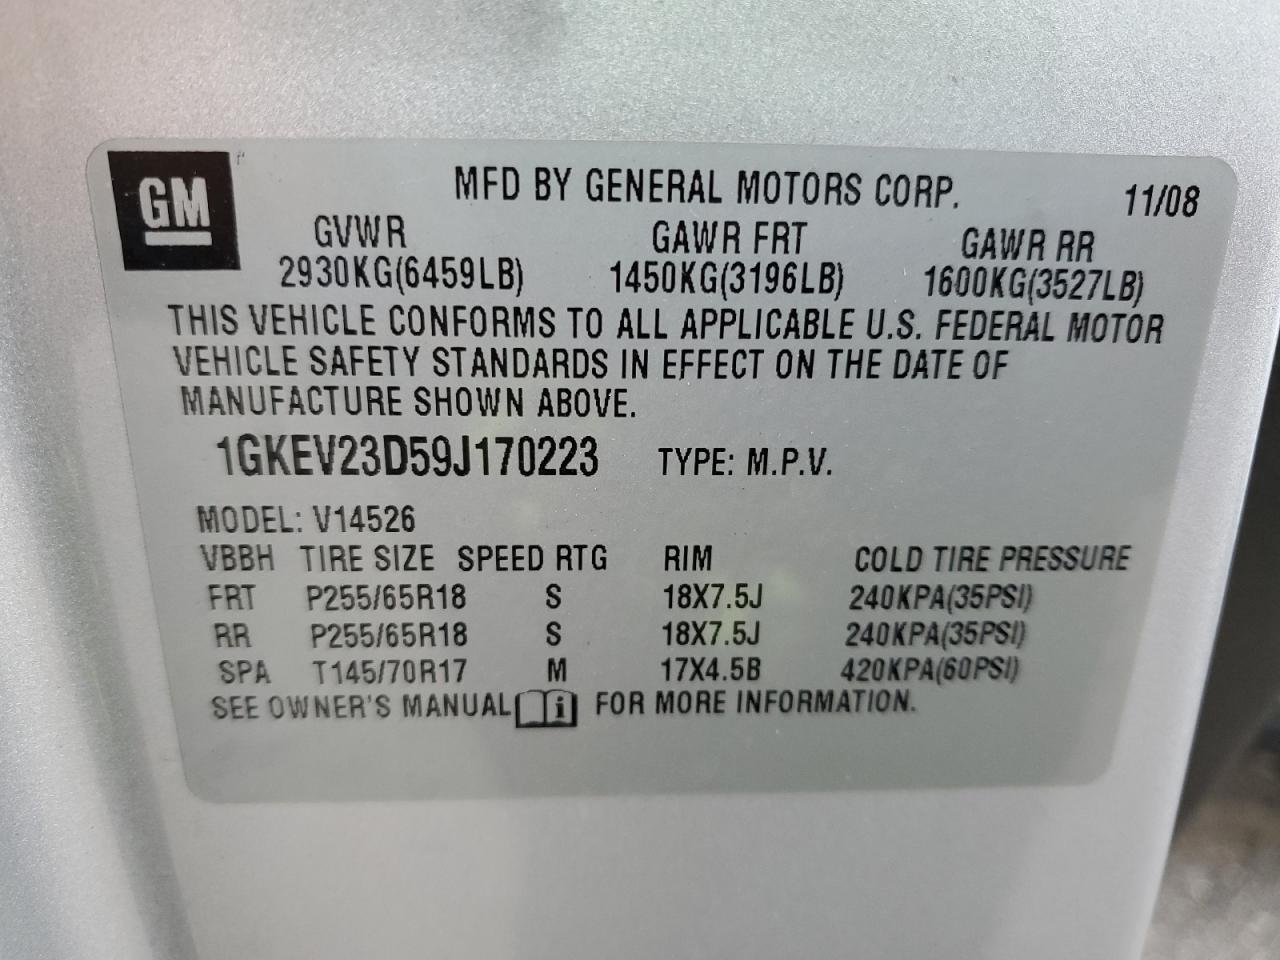 GM
MFD BY GENERAL MOTORS CORP. 11/08
GVWR GAWR FRT GAWR RR
2930KG(6459LB) 1450KG(3196LB) 1600KG(3527LB)
THIS VEHICLE CONFORMS TO ALL APPLICABLE U.S. FEDERAL MOTOR
VEHICLE SAFETY STANDARDS IN EFFECT ON THE DATE OF
MANUFACTURE SHOWN ABOVE.
1GKEV23D59J170223 TYPE: M.P.V.
MODEL: V14526
VBBH TIRE SIZE SPEED RTG RIM COLD TIRE PRESSURE
FRT P255/65R18 S 18X7.5J 240KPA(35PSI)
RR P255/65R18 S 18X7.5J 240KPA(35PSI)
SPA T145/70R17 M 17X4.5B 420KPA(60PSI)
SEE OWNER'S MANUAL i FOR MORE INFORMATION.